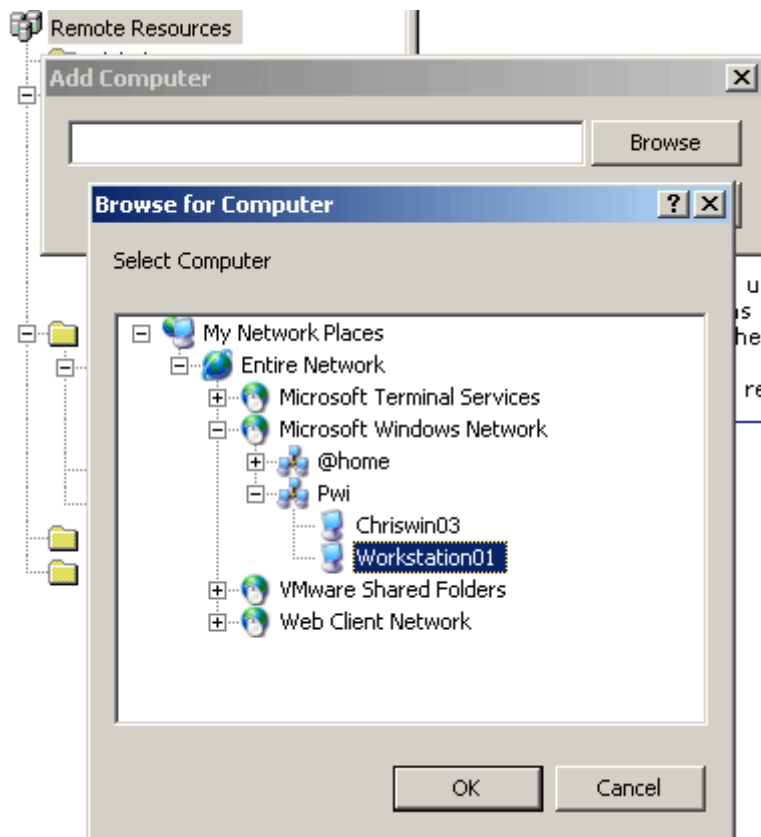 Remote Resources
Add Computer
Browse
Browse for Computer
Select Computer
My Network Places
Entire Network
Microsoft Terminal Services
Microsoft Windows Network
@home
Pwi
Chriswin03
Workstation01
VMware Shared Folders
Web Client Network
OK
Cancel